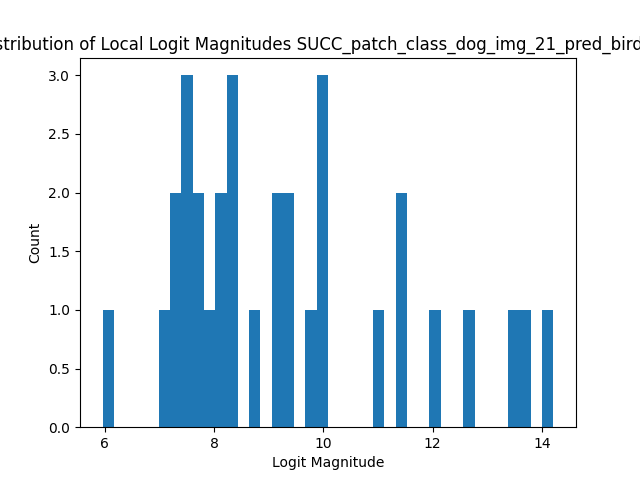 stribution of Local Logit Magnitudes SUCC_patch_class_dog_img_21_pred_bird
3.0
2.5
2.0
1.5
1.0
0.5
0.0
Count
6 8 10 12 14
Logit Magnitude